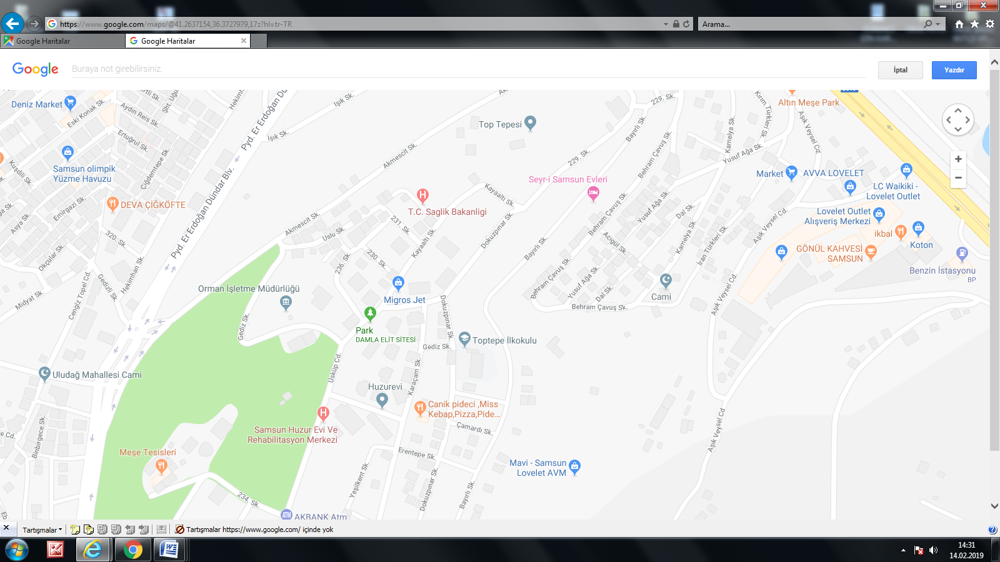 https://www.google.com/maps/@41.2637154,36.3727979,17z?hl=tr-TR
Arama...
Google Haritalar
Google Haritalar
Google
Buraya not girebilirsiniz.
İptal
Yazdır
Deniz Market
Eski Konak Sk.
Aydın Reis Sk.
Ertuğrul Sk.
Işık Sk.
Işık Sk.
Pyd. Er Erdoğan Dündar Blv.
Top Tepesi
229. Sk.
Bayırlı Sk.
Altın Meşe Park
Kamelya Sk.
Aşık Veysel Cd.
Samsun olimpik
Yüzme Havuzu
Kuşdili Sk.
Çiğdemtepe Sk.
Akmescit Sk.
229. Sk.
Behram Çavuş Sk.
Yusuf Ağa Sk.
Market
AVVA LOVELET
LC Waikiki -
Lovelet Outlet
Seyr-i Samsun Evleri
Kayaaltı Sk.
DEVA ÇİĞKÖFTE
Emirgazi Sk.
Asya Sk.
T.C. Saglik Bakanligi
Behram Çavuş Sk.
Yusuf Ağa Sk.
Dal Sk.
Lovelet Outlet
Alışveriş Merkezi
ikbal
Koton
Akmescit Sk.
Uslu Sk.
231. Sk.
Kayaaltı Sk.
Dokuzpınar Sk.
Bayırlı Sk.
Acıgül Sk.
Kamelya Sk.
İran Türkleri Sk.
Aşık Veysel Cd.
320. Sk.
Okçular Sk.
Pyd. Er Erdoğan Dündar Blv.
GÖNÜL KAHVESİ
SAMSUN
Benzin İstasyonu
BP
236. Sk.
230. Sk.
Hekimhan Sk.
Gedizli Sk.
Cengiz Topel Cd.
Midyat Sk.
Orman İşletme Müdürlüğü
Migros Jet
Behram Çavuş Sk.
Yusuf Ağa Sk.
Dal Sk.
Cami
Behram Çavuş Sk.
Aşık Veysel Cd.
Dokuzpınar Sk.
Gediz Sk.
Park
DAMLA ELİT SİTESİ
Gediz Sk.
Toptepe İlkokulu
Üsküp Cd.
Karaçam Sk.
Uludağ Mahallesi Cami
Huzurevi
Canik pideci ,Miss
Kebap,Pizza,Pide...
Samsun Huzur Evi Ve
Rehabilitasyon Merkezi
Çamardı Sk.
Binbirgece Sk.
Meşe Tesisleri
Erentepe Sk.
Aşık Veysel Cd
Aşık Veysel Cd.
Mavi - Samsun
Lovelet AVM
Yeşilkent Sk.
Dokuzpınar Sk.
Bayırlı Sk.
234. Sk.
ATM
AKBANK Atm
Tartışmalar
Tartışmalar https://www.google.com/ içinde yok
14:31
14.02.2019